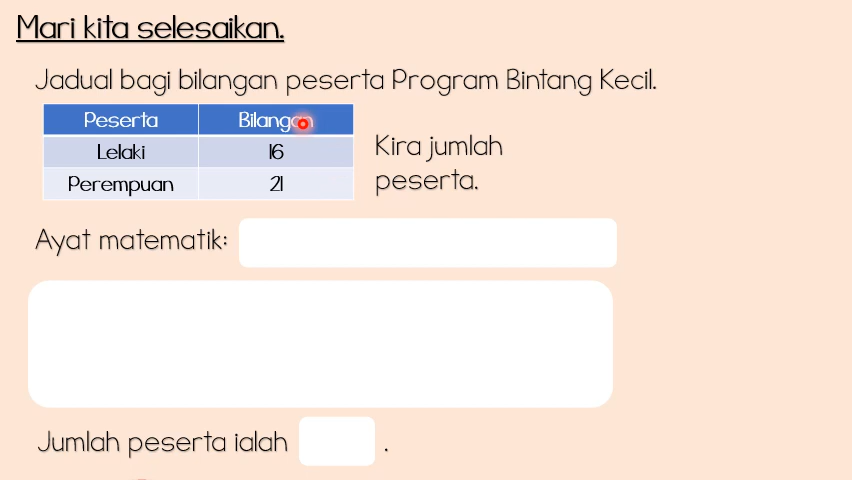 Mari kita selesaikan.
Jadual bagi bilangan peserta Program Bintang Kecil.
Peserta Bilangan
Lelaki 16
Perempuan 21
Kira jumlah
peserta.
Ayat matematik:
Jumlah peserta ialah .